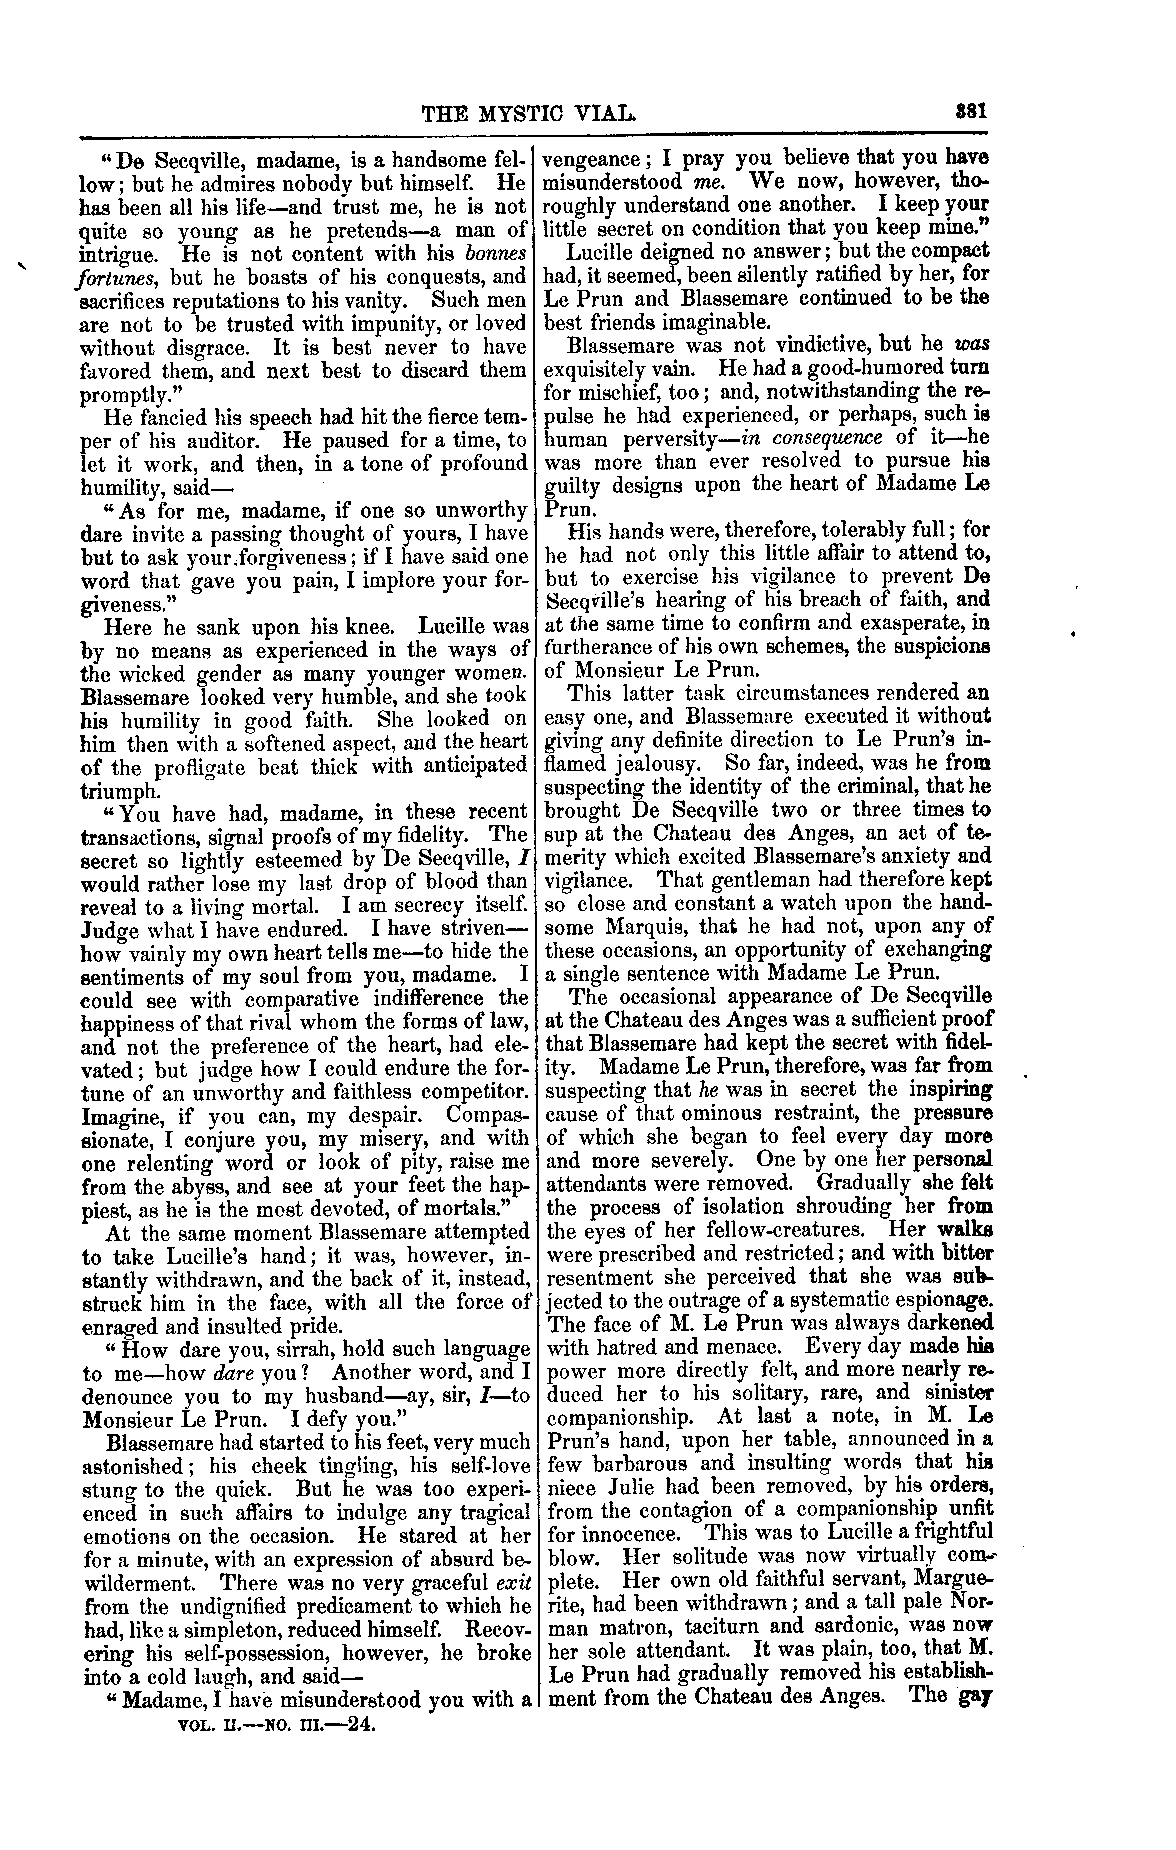 THE MYSTIC VIAL. 381
"De Secqville, madame, is a handsome fel-
low; but he admires nobody but himself. He
has been all his life—and trust me, he is not
quite so young as he pretends—a man of
intrigue. He is not content with his bonnes
fortunes, but he boasts of his conquests, and
sacrifices reputations to his vanity. Such men
are not to be trusted with impunity, or loved
without disgrace. It is best never to have
favored them, and next best to discard them
promptly."
He fancied his speech had hit the fierce tem-
per of his auditor. He paused for a time, to
let it work, and then, in a tone of profound
humility, said—
"As for me, madame, if one so unworthy
dare invite a passing thought of yours, I have
but to ask your forgiveness; if I have said one
word that gave you pain, I implore your for-
giveness."
Here he sank upon his knee. Lucille was
by no means as experienced in the ways of
the wicked gender as many younger women.
Blassemare looked very humble, and she took
his humility in good faith. She looked on
him then with a softened aspect, and the heart
of the profligate beat thick with anticipated
triumph.
"You have had, madame, in these recent
transactions, signal proofs of my fidelity. The
secret so lightly esteemed by De Secqville, I
would rather lose my last drop of blood than
reveal to a living mortal. I am secrecy itself.
Judge what I have endured. I have striven—
how vainly my own heart tells me—to hide the
sentiments of my soul from you, madame. I
could see with comparative indifference the
happiness of that rival whom the forms of law,
and not the preference of the heart, had ele-
vated; but judge how I could endure the for-
tune of an unworthy and faithless competitor.
Imagine, if you can, my despair. Compas-
sionate, I conjure you, my misery, and with
one relenting word or look of pity, raise me
from the abyss, and see at your feet the hap-
piest, as he is the most devoted, of mortals."
At the same moment Blassemare attempted
to take Lucille's hand; it was, however, in-
stantly withdrawn, and the back of it, instead,
struck him in the face, with all the force of
enraged and insulted pride.
"How dare you, sirrah, hold such language
to me—how dare you? Another word, and I
denounce you to my husband—ay, sir, I—to
Monsieur Le Prun. I defy you."
Blassemare had started to his feet, very much
astonished; his cheek tingling, his self-love
stung to the quick. But he was too experi-
enced in such affairs to indulge any tragical
emotions on the occasion. He stared at her
for a minute, with an expression of absurd be-
wilderment. There was no very graceful exit
from the undignified predicament to which he
had, like a simpleton, reduced himself. Recov-
ering his self-possession, however, he broke
into a cold laugh, and said—
"Madame, I have misunderstood you with a
VOL. II.—NO. III.—24.
vengeance; I pray you believe that you have
misunderstood me. We now, however, tho-
roughly understand one another. I keep your
little secret on condition that you keep mine."
Lucille deigned no answer; but the compact
had, it seemed, been silently ratified by her, for
Le Prun and Blassemare continued to be the
best friends imaginable.
Blassemare was not vindictive, but he was
exquisitely vain. He had a good-humored turn
for mischief, too; and, notwithstanding the re-
pulse he had experienced, or perhaps, such is
human perversity—in consequence of it—he
was more than ever resolved to pursue his
guilty designs upon the heart of Madame Le
Prun.
His hands were, therefore, tolerably full; for
he had not only this little affair to attend to,
but to exercise his vigilance to prevent De
Secqville's hearing of his breach of faith, and
at the same time to confirm and exasperate, in
furtherance of his own schemes, the suspicions
of Monsieur Le Prun.
This latter task circumstances rendered an
easy one, and Blassemare executed it without
giving any definite direction to Le Prun's in-
flamed jealousy. So far, indeed, was he from
suspecting the identity of the criminal, that he
brought De Secqville two or three times to
sup at the Chateau des Anges, an act of te-
merity which excited Blassemare's anxiety and
vigilance. That gentleman had therefore kept
so close and constant a watch upon the hand-
some Marquis, that he had not, upon any of
these occasions, an opportunity of exchanging
a single sentence with Madame Le Prun.
The occasional appearance of De Secqville
at the Chateau des Anges was a sufficient proof
that Blassemare had kept the secret with fidel-
ity. Madame Le Prun, therefore, was far from
suspecting that he was in secret the inspiring
cause of that ominous restraint, the pressure
of which she began to feel every day more
and more severely. One by one her personal
attendants were removed. Gradually she felt
the process of isolation shrouding her from
the eyes of her fellow-creatures. Her walks
were prescribed and restricted; and with bitter
resentment she perceived that she was sub-
jected to the outrage of a systematic espionage.
The face of M. Le Prun was always darkened
with hatred and menace. Every day made his
power more directly felt, and more nearly re-
duced her to his solitary, rare, and sinister
companionship. At last a note, in M. Le
Prun's hand, upon her table, announced in a
few barbarous and insulting words that his
niece Julie had been removed, by his orders,
from the contagion of a companionship unfit
for innocence. This was to Lucille a frightful
blow. Her solitude was now virtually com-
plete. Her own old faithful servant, Margue-
rite, had been withdrawn; and a tall pale Nor-
man matron, taciturn and sardonic, was now
her sole attendant. It was plain, too, that M.
Le Prun had gradually removed his establish-
ment from the Chateau des Anges. The gay